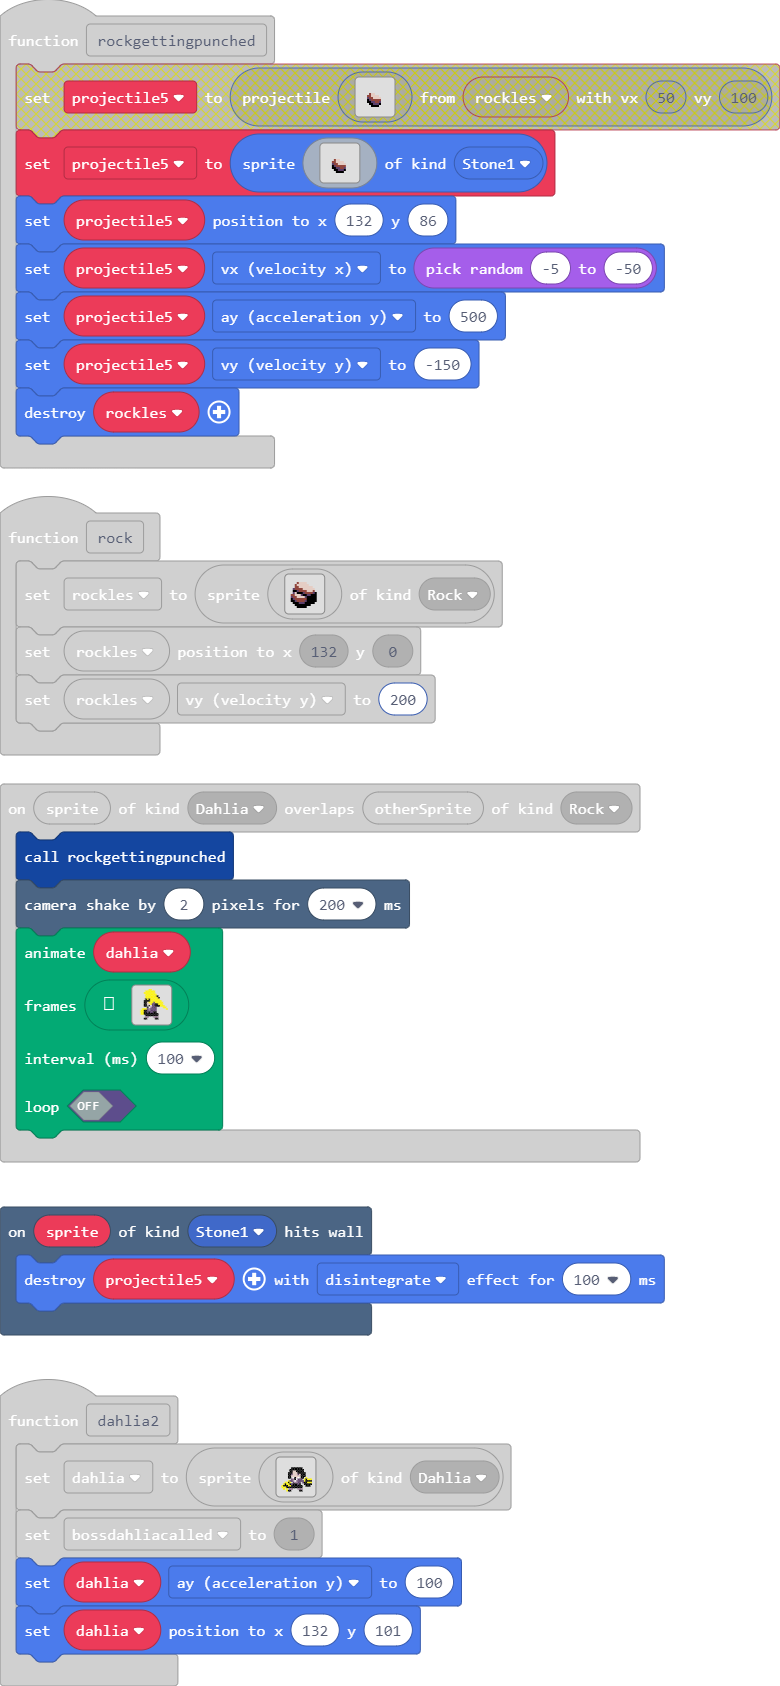 function rockgettingpunched
set projectile5 to projectile from rockles with vx 50 vy 100
set projectile5 to sprite of kind Stone1
set projectile5 position to x 132 y 86
set projectile5 vx (velocity x) to pick random -5 to -50
set projectile5 ay (acceleration y) to 500
set projectile5 vy (velocity y) to -150
destroy rockles
function rock
set rockles to sprite of kind Rock
set rockles position to x 132 y 0
set rockles vy (velocity y) to 200
on sprite of kind Dahlia overlaps otherSprite of kind Rock
call rockgettingpunched
camera shake by 2 pixels for 200 ms
animate dahlia
frames
interval (ms) 100
loop OFF
on sprite of kind Stone1 hits wall
destroy projectile5 with disintegrate effect for 100 ms
function dahlia2
set dahlia to sprite of kind Dahlia
set bossdahliacalled to 1
set dahlia ay (acceleration y) to 100
set dahlia position to x 132 y 101